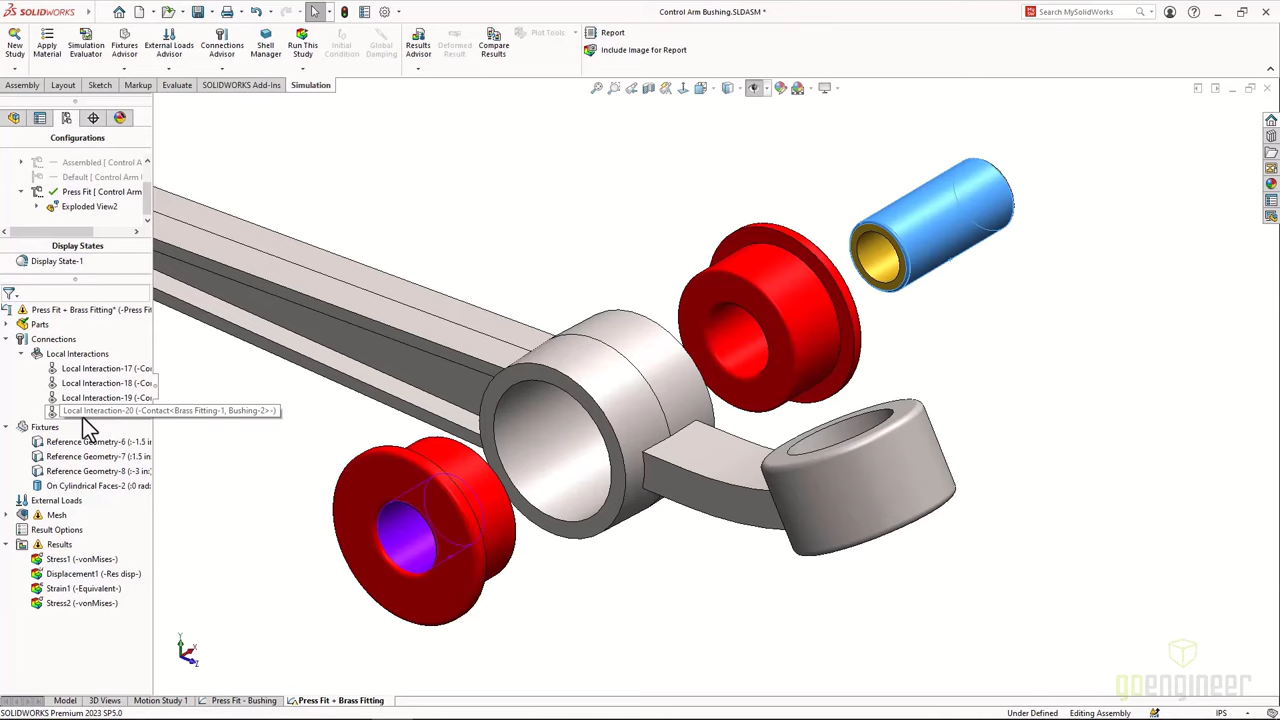 SOLIDWORKS
Control Arm Bushing.SLDASM *
Search MySolidWorks
New Study
Apply Material
Simulation Evaluator
Fixtures Advisor
External Loads Advisor
Connections Advisor
Shell Manager
Run This Study
Initial Condition
Global Damping
Results Advisor
Deformed Result
Compare Results
Plot Tools
Report
Include Image for Report
Assembly
Layout
Sketch
Markup
Evaluate
SOLIDWORKS Add-Ins
Simulation
Configurations
Assembled [ Control A
Default [ Control Arm
Press Fit [ Control Arm
Exploded View2
Display States
Display State-1
Press Fit + Brass Fitting* (-Press Fi
Parts
Connections
Local Interactions
Local Interaction-17 (-Co
Local Interaction-18 (-Co
Local Interaction-19 (-Co
Local Interaction-20 (-Contact<Brass Fitting-1, Bushing-2>-)
Fixtures
Reference Geometry-6 (:-1.5 in
Reference Geometry-7 (:1.5 in:
Reference Geometry-8 (:-3 in:
On Cylindrical Faces-2 (:0 rad:
External Loads
Mesh
Result Options
Results
Stress1 (-vonMises-)
Displacement1 (-Res disp-)
Strain1 (-Equivalent-)
Stress2 (-vonMises-)
Y
X
Z
goengineer
Model
3D Views
Motion Study 1
Press Fit - Bushing
Press Fit + Brass Fitting
SOLIDWORKS Premium 2023 SP5.0
Under Defined
Editing Assembly
IPS